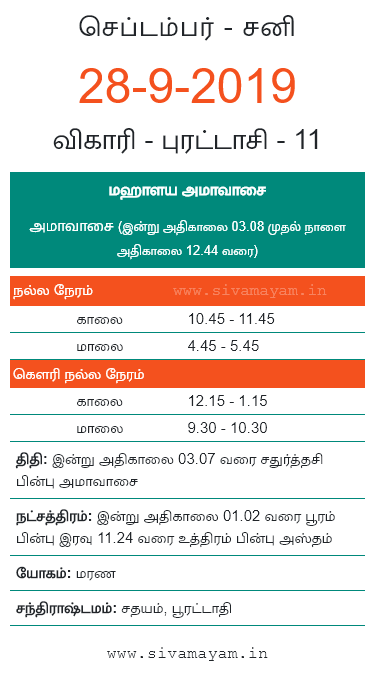 செப்டம்பர் - சனி
28-9-2019
விகாரி - புரட்டாசி - 11
மஹாளய அமாவாசை
அமாவாசை (இன்று அதிகாலை 03.08 முதல் நாளை
அதிகாலை 12.44 வரை)
நல்ல நேரம் www.sivamayam.in
காலை 10.45 - 11.45
மாலை 4.45 - 5.45
கௌரி நல்ல நேரம்
காலை 12.15 - 1.15
மாலை 9.30 - 10.30
திதி: இன்று அதிகாலை 03.07 வரை சதுர்த்தசி
பின்பு அமாவாசை
நட்சத்திரம்: இன்று அதிகாலை 01.02 வரை பூரம்
பின்பு இரவு 11.24 வரை உத்திரம் பின்பு அஸ்தம்
யோகம்: மரண
சந்திராஷ்டமம்: சதயம், பூரட்டாதி
www.sivamayam.in